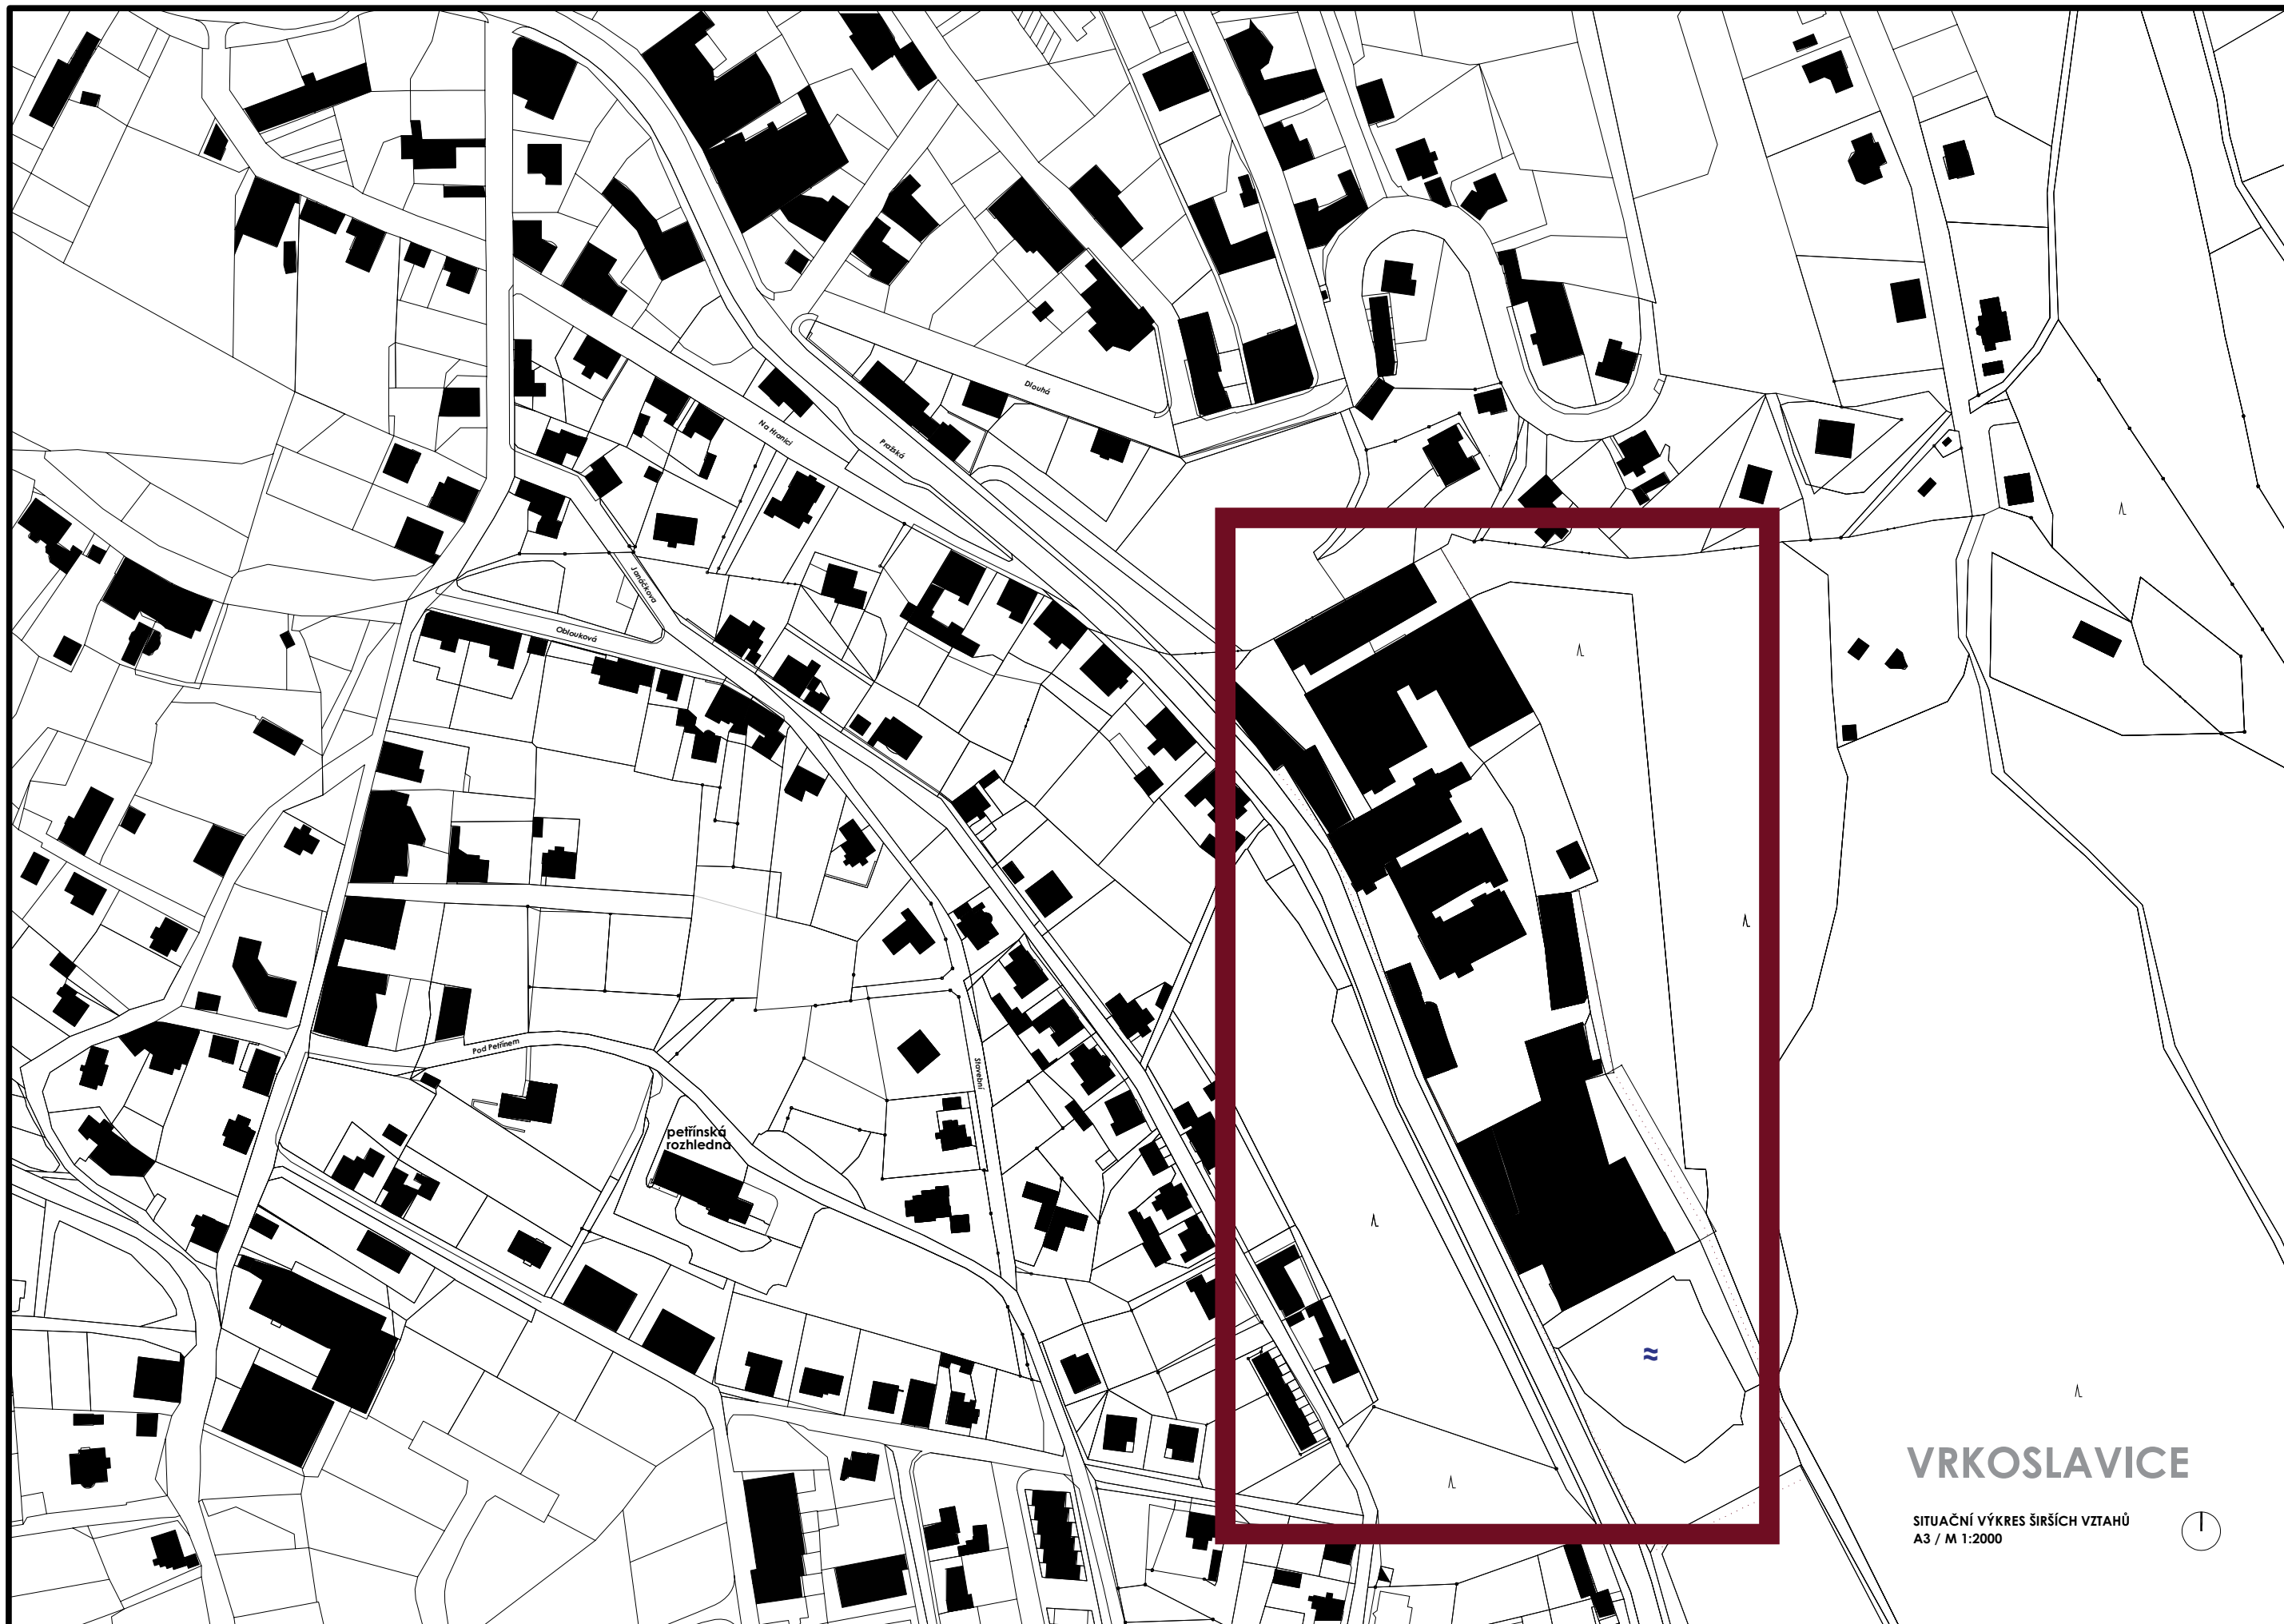 Dlouhá
Na Hranici
Pražská
Janáčkova
Oblouková
Pod Petřínem
Stavební
petřínská
rozhledna
VRKOSLAVICE
SITUAČNÍ VÝKRES ŠIRŠÍCH VZTAHŮ
A3 / M 1:2000